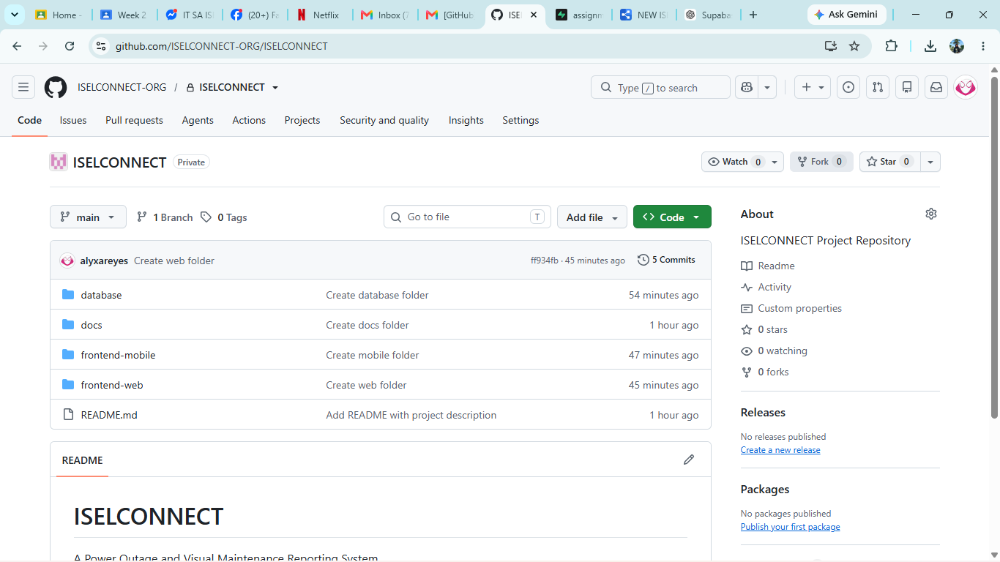 Home -
Week 2
IT SA IS
(20+) Fa
Netflix
Inbox (7
[GitHub
ISEI
assignm
NEW ISI
Supaba
Ask Gemini
github.com/ISELCONNECT-ORG/ISELCONNECT
ISELCONNECT-ORG / ISELCONNECT
Type / to search
Code Issues Pull requests Agents Actions Projects Security and quality Insights Settings
ISELCONNECT Private
Watch 0 Fork 0 Star 0
main 1 Branch 0 Tags
Go to file T Add file Code
alyxareyes Create web folder ff934fb · 45 minutes ago 5 Commits
database Create database folder 54 minutes ago
docs Create docs folder 1 hour ago
frontend-mobile Create mobile folder 47 minutes ago
frontend-web Create web folder 45 minutes ago
README.md Add README with project description 1 hour ago
README
ISELCONNECT
A Power Outage and Visual Maintenance Reporting System
About
ISELCONNECT Project Repository
Readme
Activity
Custom properties
0 stars
0 watching
0 forks
Releases
No releases published
Create a new release
Packages
No packages published
Publish your first package